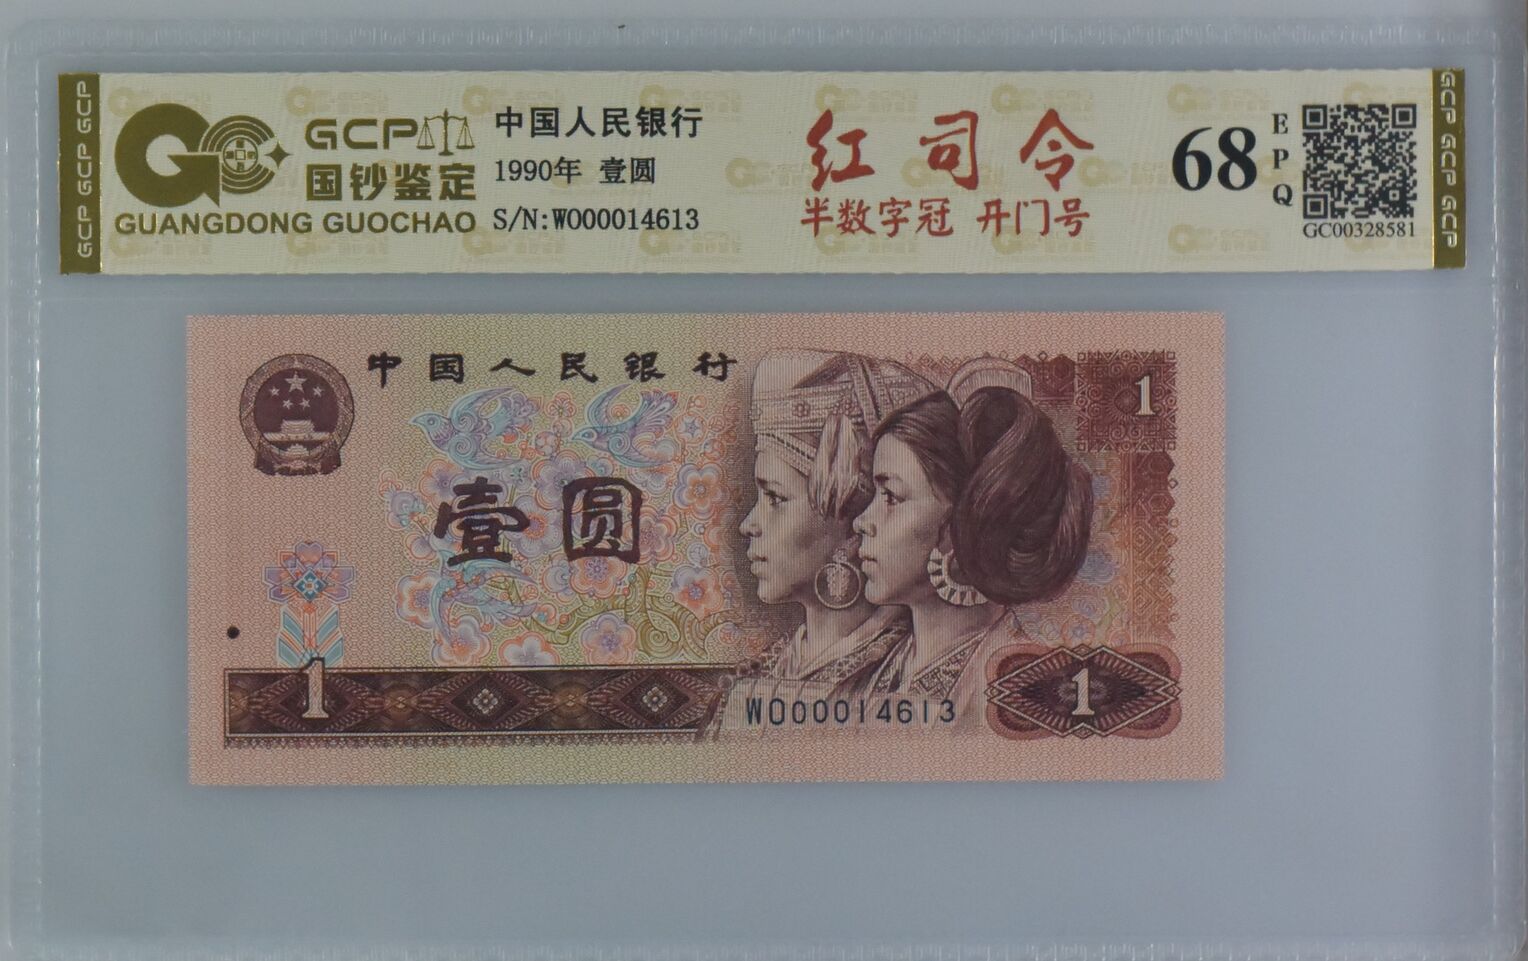 GCP GCP GCP
GCP
国钞鉴定
GUANGDONG GUOCHAO
中国人民银行
1990年 壹圆
S/N:WO00014613
红司令
半数字冠 开门号
68
EPQ
GC00328581
GCP GCP GCP
中国人民银行
1
壹圆
1
WO00014613
1